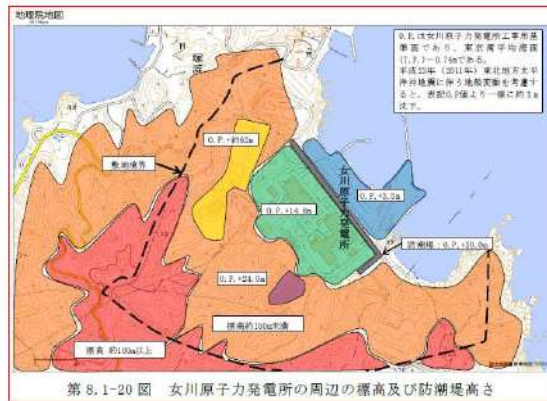 地理院地図
O.P.は女川原子力発電所工事用基
準面であり、東京湾平均海面
(T.P.)-0.74mである。
平成23年(2011年)東北地方太平
洋沖地震に伴う地殻変動を考慮す
ると、表記O.P値より一様に約1m
沈下。
塚浜
O.P.+約62m
敷地境界
O.P.+14.8m
女川原子力発電所
O.P.+3.5m
防潮堤:O.P.+29.0m
O.P.+24.0m
標高約100m未満
標高 約100m以上
第8.1-20図 女川原子力発電所の周辺の標高及び防潮堤高さ